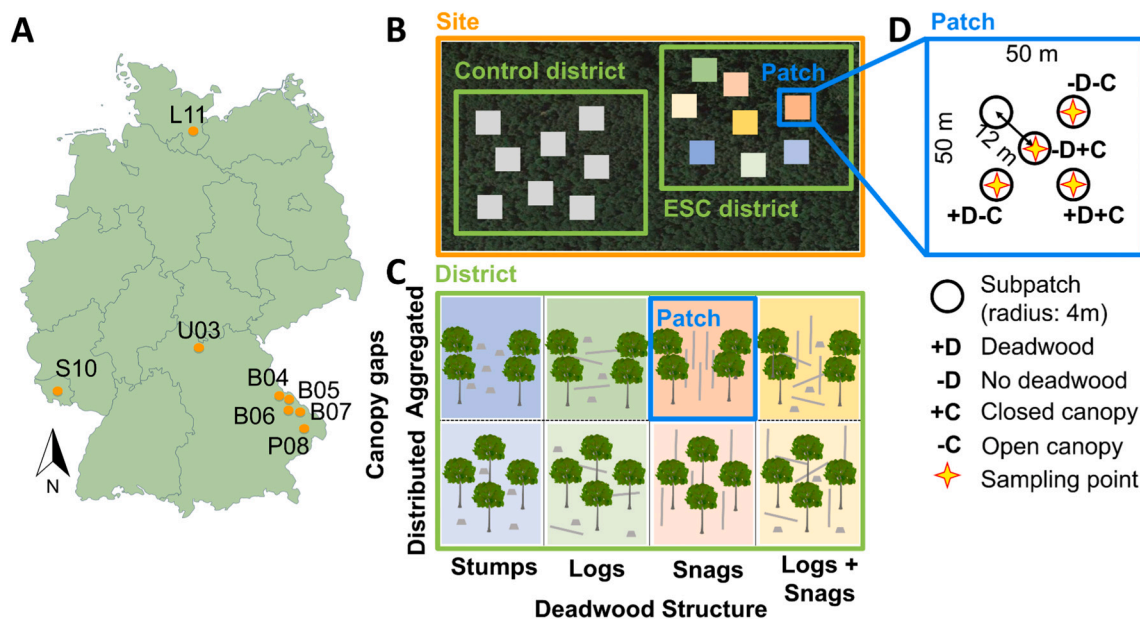 A
L11
U03
S10
B04
B05
B06
B07
P08
N
B
Site
Control district
Patch
ESC district
C
District
Canopy gaps
Aggregated
Distributed
Patch
Stumps
Logs
Snags
Logs +
Snags
Deadwood Structure
D
Patch
50 m
50 m
-D-C
12 m
-D+C
+D-C
+D+C
Subpatch
(radius: 4m)
+D
Deadwood
-D
No deadwood
+C
Closed canopy
-C
Open canopy
Sampling point